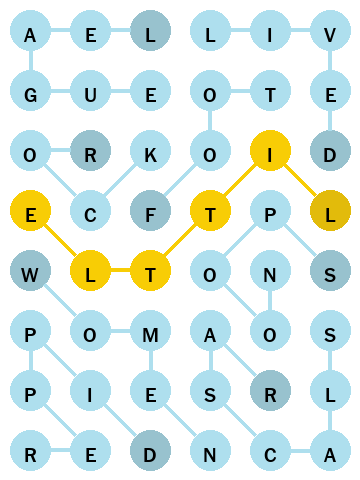 A E L L I V
G U E O T E
O R K O I D
E C F T P L
W L T O N S
P O M A O S
P I E S R L
R E D N C A